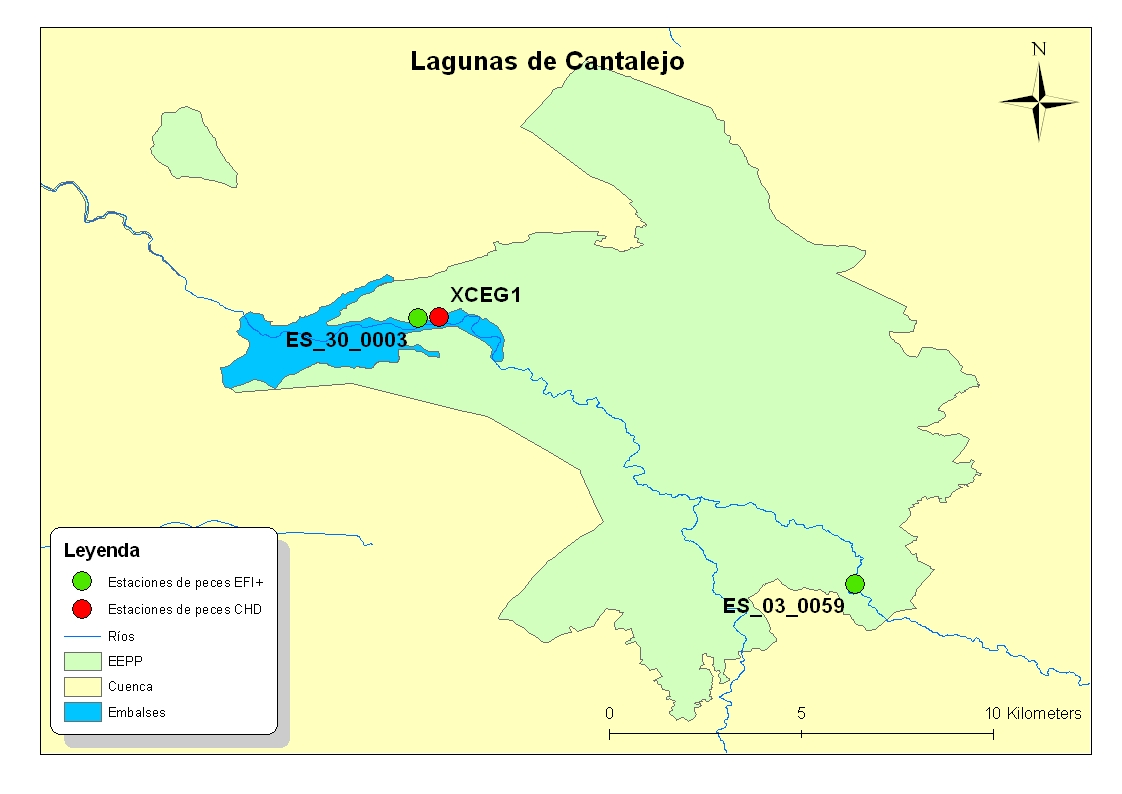 Lagunas de Cantalejo
N
XCEG1
ES_30_0003
ES_03_0059
Leyenda
Estaciones de peces EFI+
Estaciones de peces CHD
Ríos
EEPP
Cuenca
Embalses
0 5 10 Kilometers